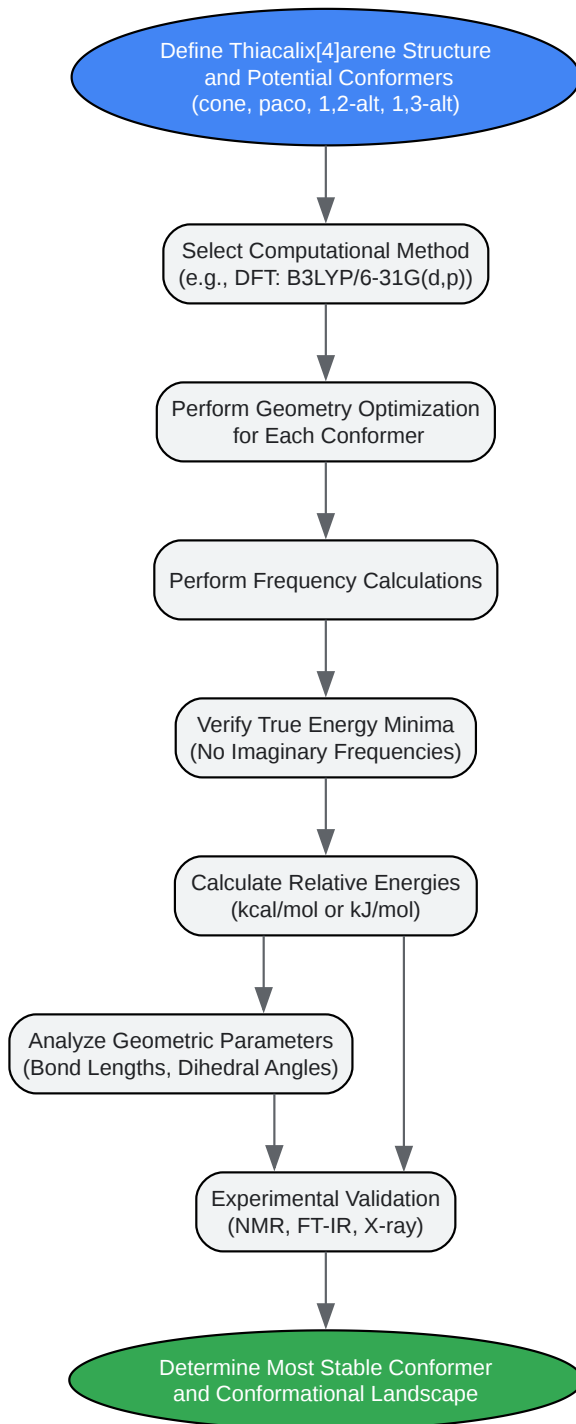 Define Thiacalix[4]arene Structure
and Potential Conformers
(cone, paco, 1,2-alt, 1,3-alt)
Select Computational Method
(e.g., DFT: B3LYP/6-31G(d,p))
Perform Geometry Optimization
for Each Conformer
Perform Frequency Calculations
Verify True Energy Minima
(No Imaginary Frequencies)
Calculate Relative Energies
(kcal/mol or kJ/mol)
Analyze Geometric Parameters
(Bond Lengths, Dihedral Angles)
Experimental Validation
(NMR, FT-IR, X-ray)
Determine Most Stable Conformer
and Conformational Landscape